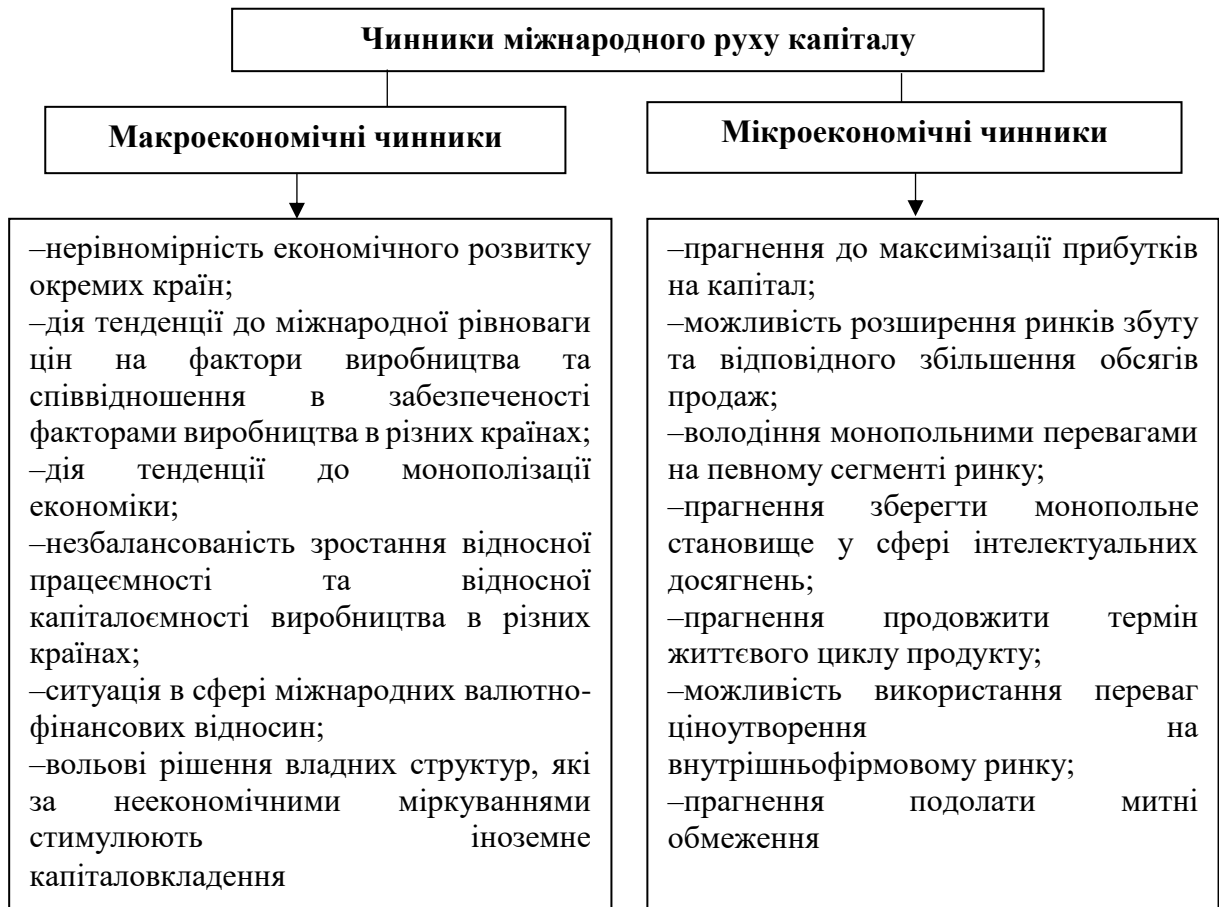 Чинники міжнародного руху капіталу
Макроекономічні чинники
Мікроекономічні чинники
–нерівномірність економічного розвитку
окремих країн;
–дія тенденції до міжнародної рівноваги
цін на фактори виробництва та
співвідношення в забезпеченості
факторами виробництва в різних країнах;
–дія тенденції до монополізації
економіки;
–незбалансованість зростання відносної
працеємності та відносної
капіталоємності виробництва в різних
країнах;
–ситуація в сфері міжнародних валютно-
фінансових відносин;
–вольові рішення владних структур, які
за неекономічними міркуваннями
стимулюють іноземне
капіталовкладення
–прагнення до максимізації прибутків
на капітал;
–можливість розширення ринків збуту
та відповідного збільшення обсягів
продаж;
–володіння монопольними перевагами
на певному сегменті ринку;
–прагнення зберегти монопольне
становище у сфері інтелектуальних
досягнень;
–прагнення продовжити термін
життєвого циклу продукту;
–можливість використання переваг
ціноутворення на
внутрішньофірмовому ринку;
–прагнення подолати митні
обмеження